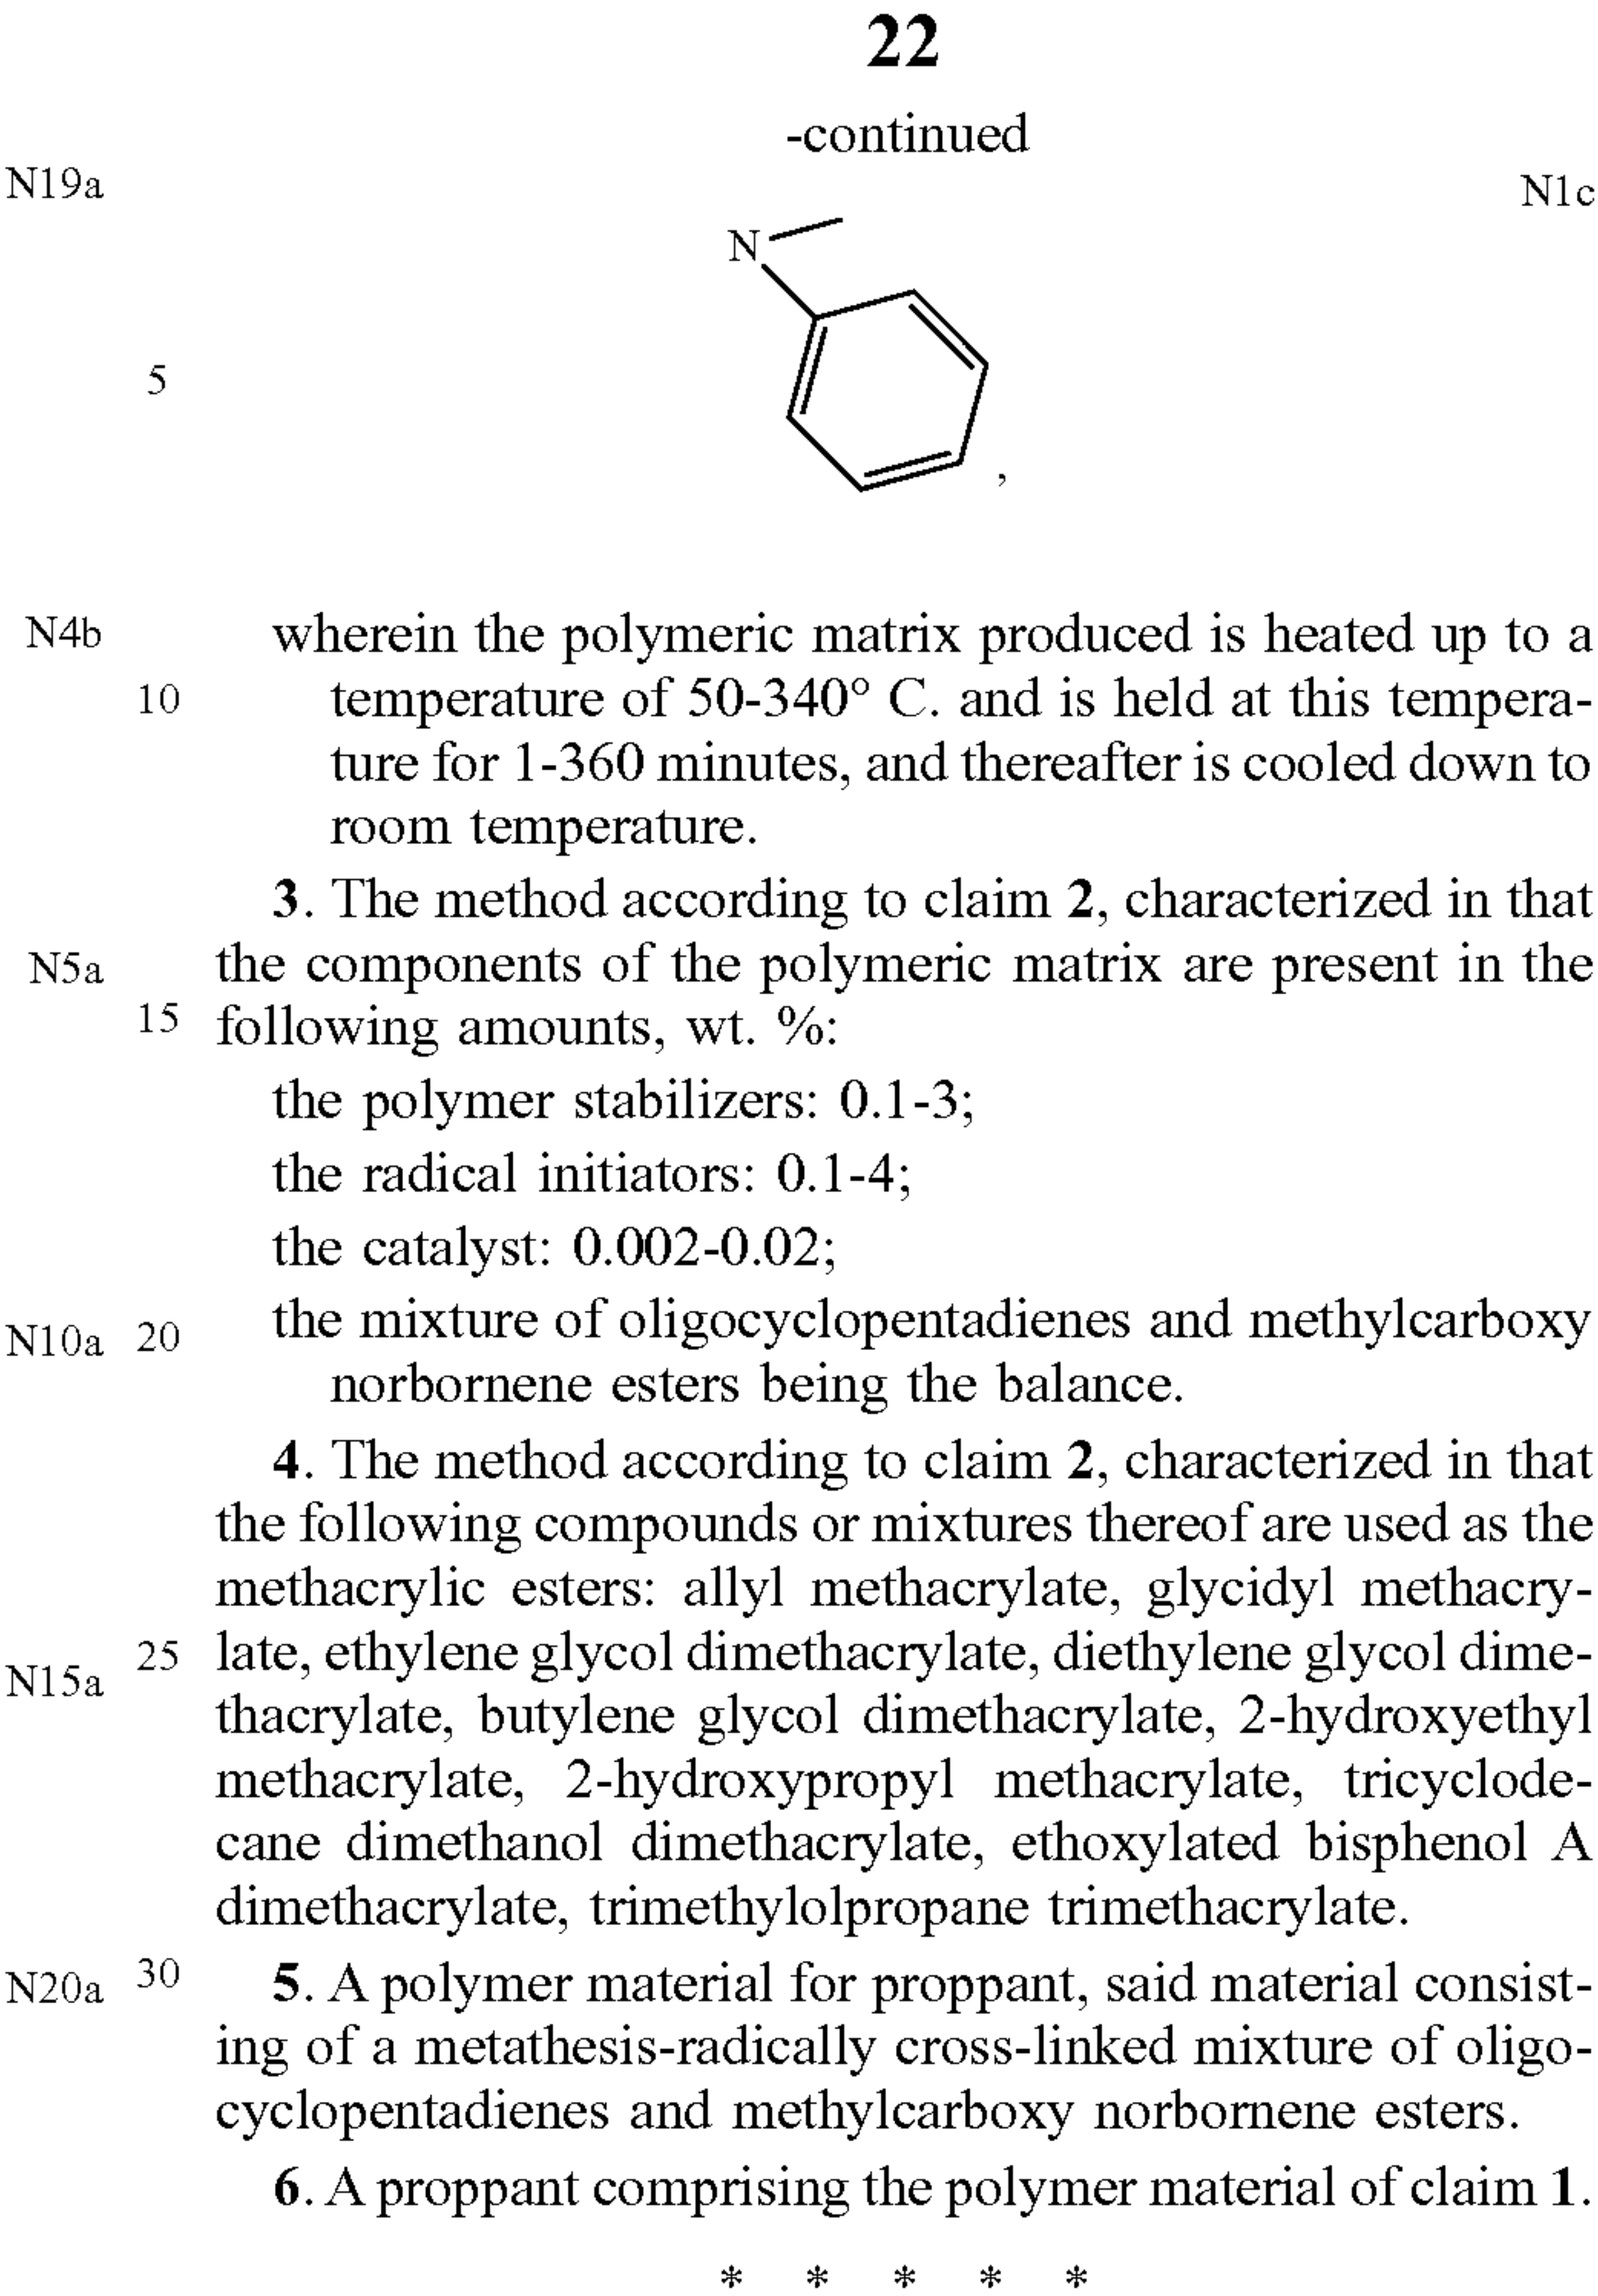 22
-continued
N19a
N1c
N
5
,
N4b wherein the polymeric matrix produced is heated up to a
10 temperature of 50-340° C. and is held at this tempera-
ture for 1-360 minutes, and thereafter is cooled down to
room temperature.
3. The method according to claim 2, characterized in that
N5a the components of the polymeric matrix are present in the
15 following amounts, wt. %:
the polymer stabilizers: 0.1-3;
the radical initiators: 0.1-4;
the catalyst: 0.002-0.02;
N10a 20 the mixture of oligocyclopentadienes and methylcarboxy
norbornene esters being the balance.
4. The method according to claim 2, characterized in that
the following compounds or mixtures thereof are used as the
methacrylic esters: allyl methacrylate, glycidyl methacry-
N15a 25 late, ethylene glycol dimethacrylate, diethylene glycol dime-
thacrylate, butylene glycol dimethacrylate, 2-hydroxyethyl
methacrylate, 2-hydroxypropyl methacrylate, tricyclode-
cane dimethanol dimethacrylate, ethoxylated bisphenol A
dimethacrylate, trimethylolpropane trimethacrylate.
N20a 30 5. A polymer material for proppant, said material consist-
ing of a metathesis-radically cross-linked mixture of oligo-
cyclopentadienes and methylcarboxy norbornene esters.
6. A proppant comprising the polymer material of claim 1.
* * * * *